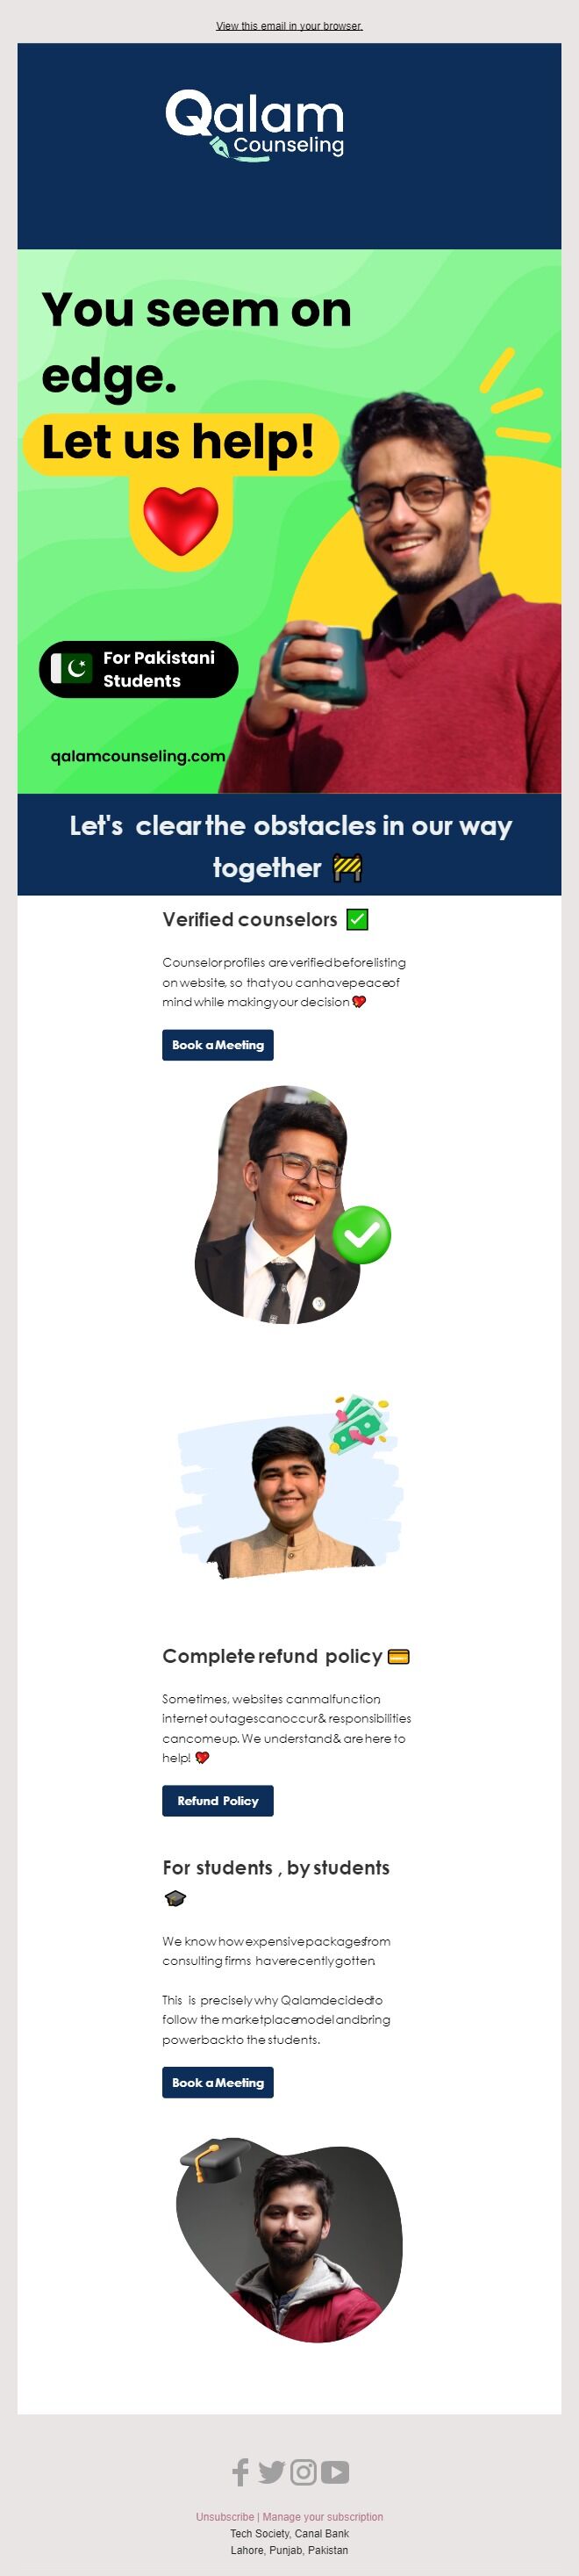 View this email in your browser.
Qalam
Counseling
You seem on
edge.
Let us help!
For Pakistani
Students
qalamcounseling.com
Let's clear the obstacles in our way
together
Verified counselors
Counselor profiles are verified before listing
on website, so that you can have peace of
mind while making your decision
Book a Meeting
Complete refund policy
Sometimes, websites can malfunction,
internet outages can occur & responsibilities
can come up. We understand & are here to
help!
Refund Policy
For students , by students
We know how expensive packages from
consulting firms have recently gotten.
This is precisely why Qalam decided to
follow the marketplace model and bring
power back to the students.
Book a Meeting
Unsubscribe | Manage your subscription
Tech Society, Canal Bank
Lahore, Punjab, Pakistan